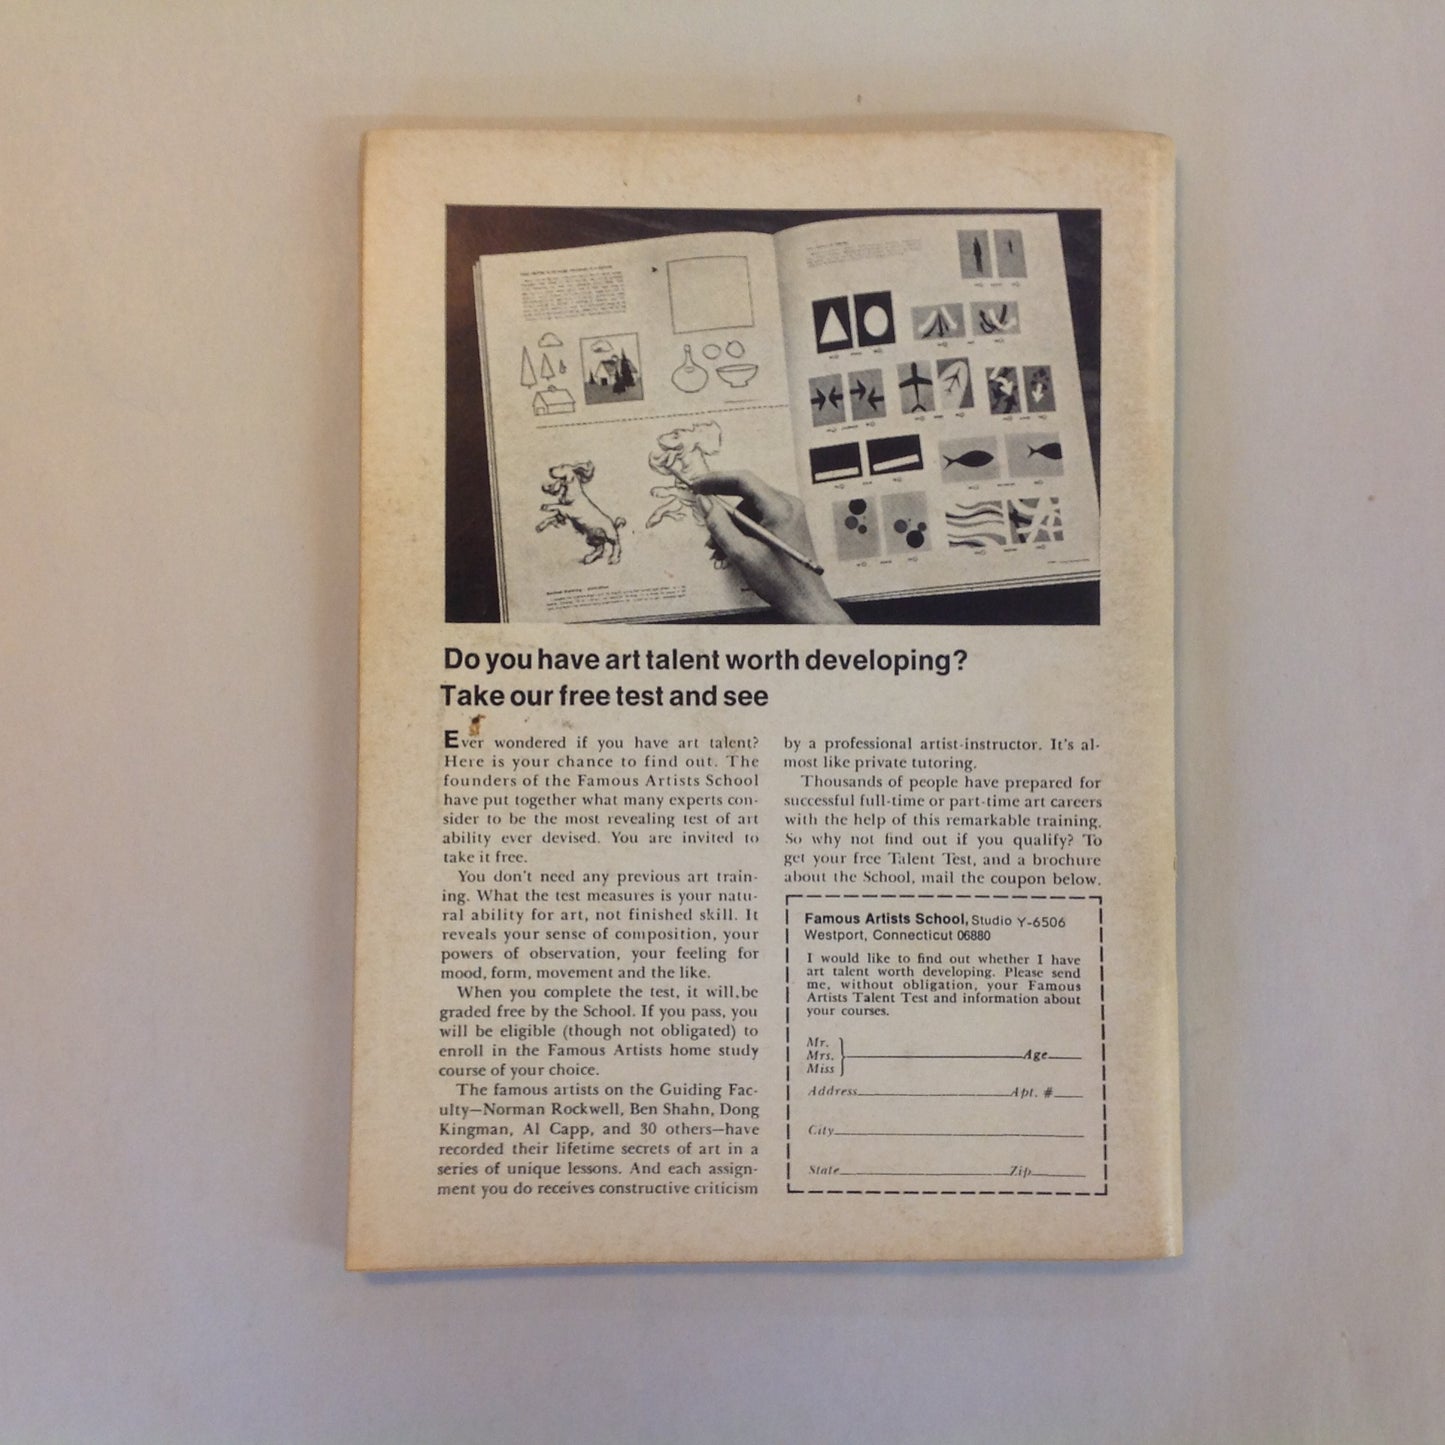 Do you have art talent worth developing?
Take our free test and see
Ever wondered if you have art talent?
Here is your chance to find out. The
founders of the Famous Artists School
have put together what many experts con-
sider to be the most revealing test of art
ability ever devised. You are invited to
take it free.
You don't need any previous art train-
ing. What the test measures is your natu-
ral ability for art, not finished skill. It
reveals your sense of composition, your
powers of observation, your feeling for
mood, form, movement and the like.
When you complete the test, it will be
graded free by the School. If you pass, you
will be eligible (though not obligated) to
enroll in the Famous Artists home study
course of your choice.
The famous artists on the Guiding Fac-
ulty—Norman Rockwell, Ben Shahn, Dong
Kingman, Al Capp, and 30 others—have
recorded their lifetime secrets of art in a
series of unique lessons. And each assign-
ment you do receives constructive criticism
by a professional artist-instructor. It's al-
most like private tutoring.
Thousands of people have prepared for
successful full-time or part-time art careers
with the help of this remarkable training.
So why not find out if you qualify? To
get your free Talent Test, and a brochure
about the School, mail the coupon below.
Famous Artists School, Studio Y-6506
Westport, Connecticut 06880
I would like to find out whether I have
art talent worth developing. Please send
me, without obligation, your Famous
Artists Talent Test and information about
your courses.
Mr.
Mrs. Age
Miss
Address Apt. #
City
State Zip